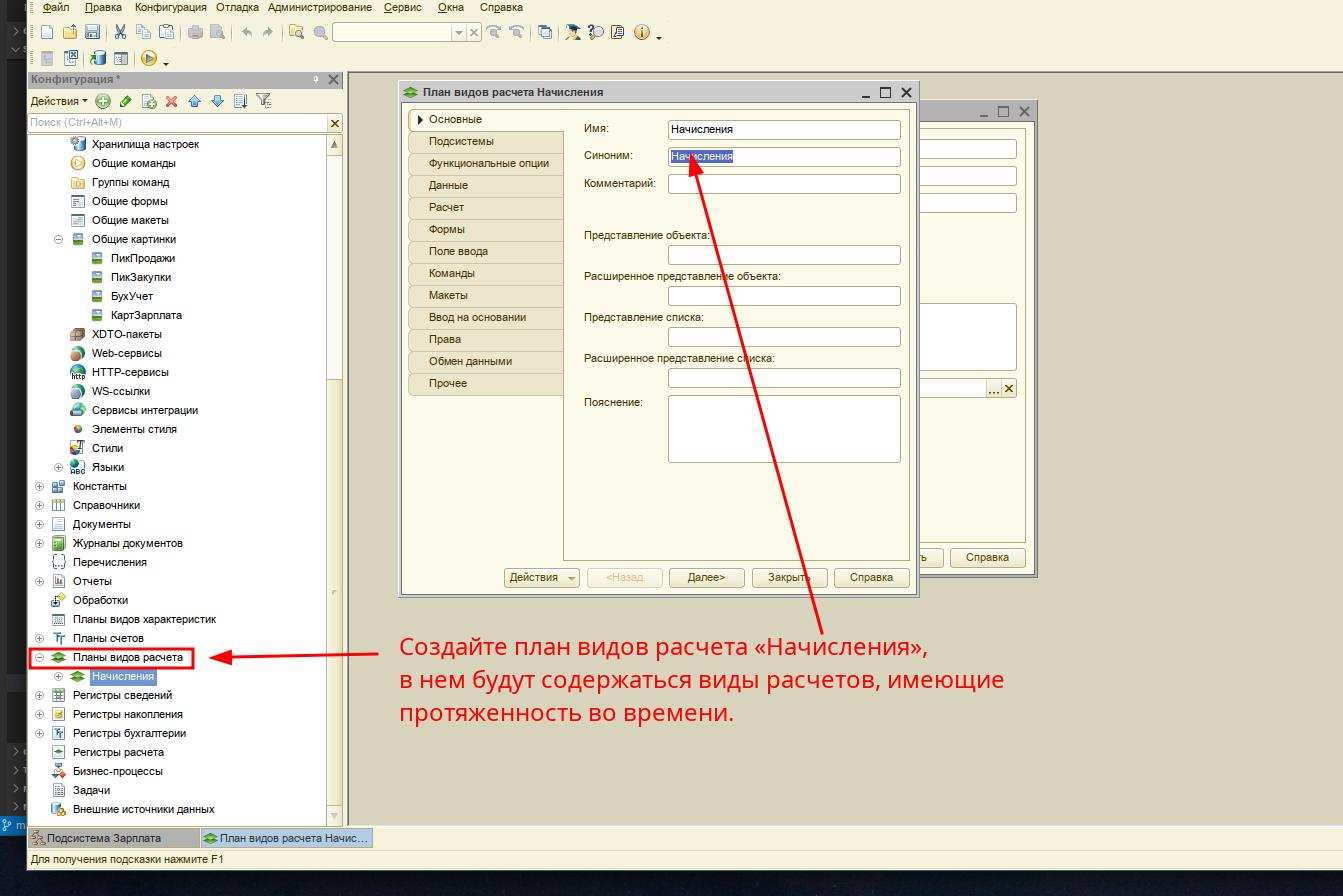 Файл Правка Конфигурация Отладка Администрирование Сервис Окна Справка
Конфигурация *
Действия
Поиск (Ctrl+Alt+M)
Хранилища настроек
Общие команды
Группы команд
Общие формы
Общие макеты
Общие картинки
ПикПродажи
ПикЗакупки
БухУчет
КартЗарплата
XDTO-пакеты
Web-сервисы
HTTP-сервисы
WS-ссылки
Сервисы интеграции
Элементы стиля
Стили
Языки
Константы
Справочники
Документы
Журналы документов
Перечисления
Отчеты
Обработки
Планы видов характеристик
Планы счетов
Планы видов расчета
Начисления
Регистры сведений
Регистры накопления
Регистры бухгалтерии
Регистры расчета
Бизнес-процессы
Задачи
Внешние источники данных
План видов расчета Начисления
Основные
Подсистемы
Функциональные опции
Данные
Расчет
Формы
Поле ввода
Команды
Макеты
Ввод на основании
Права
Обмен данными
Прочее
Имя: Начисления
Синоним: Начисления
Комментарий:
Представление объекта:
Расширенное представление объекта:
Представление списка:
Расширенное представление списка:
Пояснение:
Действия <Назад Далее> Закрыть Справка
ть Справка
Создайте план видов расчета «Начисления»,
в нем будут содержаться виды расчетов, имеющие
протяженность во времени.
Подсистема Зарплата План видов расчета Начис...
Для получения подсказки нажмите F1